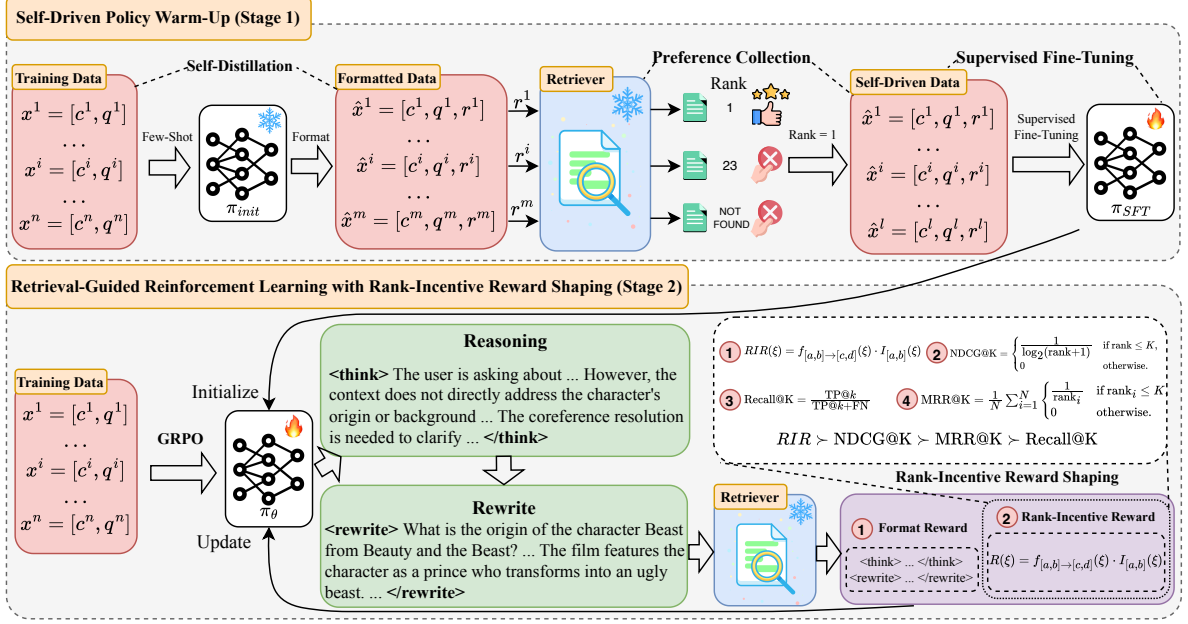 Self-Driven Policy Warm-Up (Stage 1)
Training Data
x^1 = [c^1, q^1]
...
x^i = [c^i, q^i]
...
x^n = [c^n, q^n]
Self-Distillation
Few-Shot
π_init
Format
Formatted Data
x̂^1 = [c^1, q^1, r^1]
...
x̂^i = [c^i, q^i, r^i]
...
x̂^m = [c^m, q^m, r^m]
r^1
r^i
r^m
Retriever
Preference Collection
Rank
1
23
NOT
FOUND
Rank = 1
Self-Driven Data
x̂^1 = [c^1, q^1, r^1]
...
x̂^i = [c^i, q^i, r^i]
...
x̂^l = [c^l, q^l, r^l]
Supervised Fine-Tuning
Supervised
Fine-Tuning
π_SFT
Retrieval-Guided Reinforcement Learning with Rank-Incentive Reward Shaping (Stage 2)
Training Data
x^1 = [c^1, q^1]
...
x^i = [c^i, q^i]
...
x^n = [c^n, q^n]
GRPO
Initialize
π_θ
Update
Reasoning
<think> The user is asking about ... However, the
context does not directly address the character's
origin or background ... The coreference resolution
is needed to clarify ... </think>
Rewrite
<rewrite> What is the origin of the character Beast
from Beauty and the Beast? ... The film features the
character as a prince who transforms into an ugly
beast. ... </rewrite>
Retriever
1 RIR(ξ) = f_{[a,b]→[c,d]}(ξ) · I_{[a,b]}(ξ)
2 NDCG@K = { 1 / log_2(rank+1) if rank ≤ K,
0 otherwise.
3 Recall@K = TP@k / TP@k+FN
4 MRR@K = 1/N ∑_{i=1}^{N} { 1 / rank_i if rank_i ≤ K
0 otherwise.
RIR ≻ NDCG@K ≻ MRR@K ≻ Recall@K
Rank-Incentive Reward Shaping
1 Format Reward
<think> ... </think>
<rewrite> ... </rewrite>
2 Rank-Incentive Reward
R(ξ) = f_{[a,b]→[c,d]}(ξ) · I_{[a,b]}(ξ)